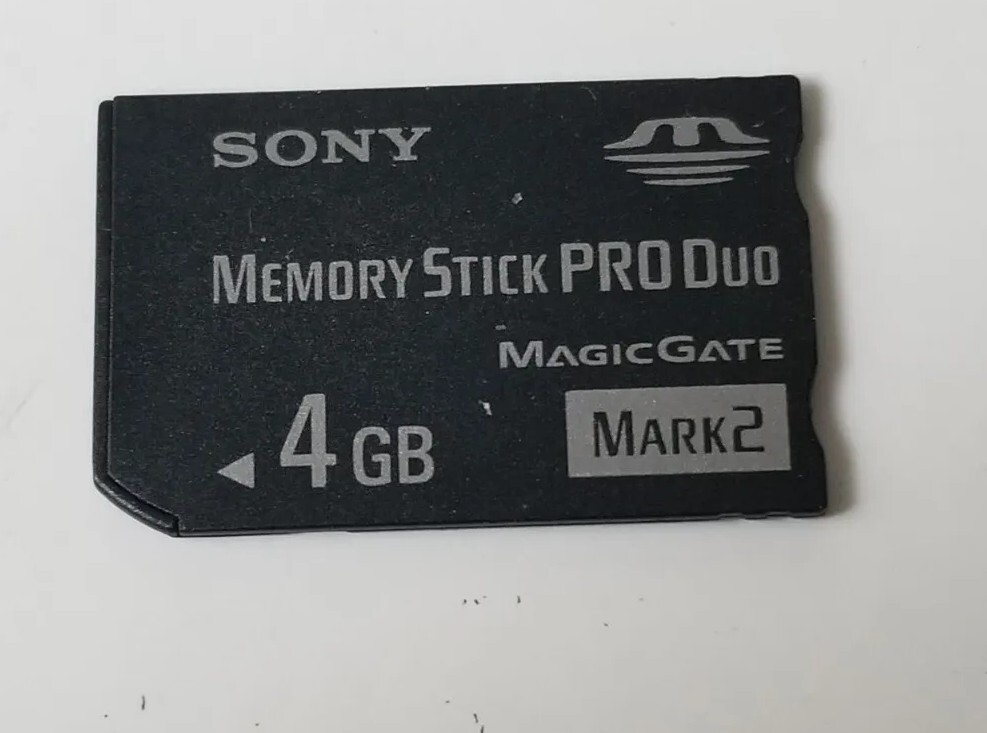 SONY
MEMORY STICK PRO DUO
MAGICGATE
4 GB
MARK2